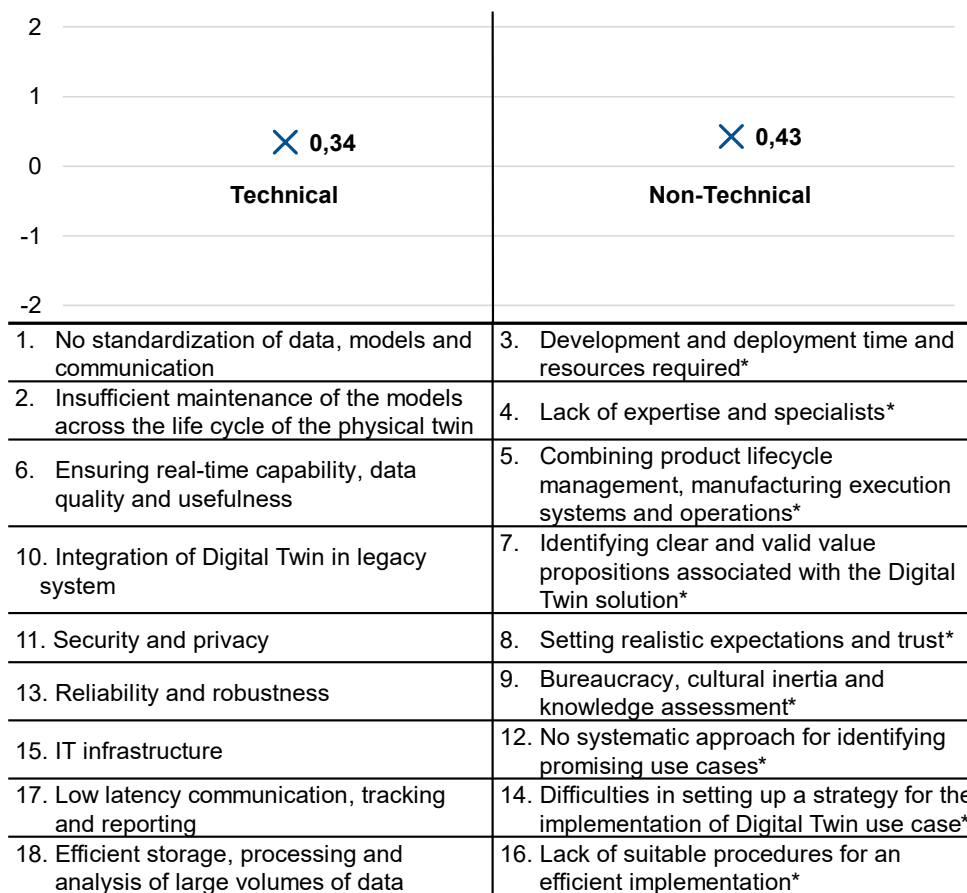 2
1
0
-1
-2
0,34
0,43
Technical
Non-Technical
1. No standardization of data, models and
communication
2. Insufficient maintenance of the models
across the life cycle of the physical twin
6. Ensuring real-time capability, data
quality and usefulness
10. Integration of Digital Twin in legacy
system
11. Security and privacy
13. Reliability and robustness
15. IT infrastructure
17. Low latency communication, tracking
and reporting
18. Efficient storage, processing and
analysis of large volumes of data
3. Development and deployment time and
resources required*
4. Lack of expertise and specialists*
5. Combining product lifecycle
management, manufacturing execution
systems and operations*
7. Identifying clear and valid value
propositions associated with the Digital
Twin solution*
8. Setting realistic expectations and trust*
9. Bureaucracy, cultural inertia and
knowledge assessment*
12. No systematic approach for identifying
promising use cases*
14. Difficulties in setting up a strategy for the
implementation of Digital Twin use case*
16. Lack of suitable procedures for an
efficient implementation*